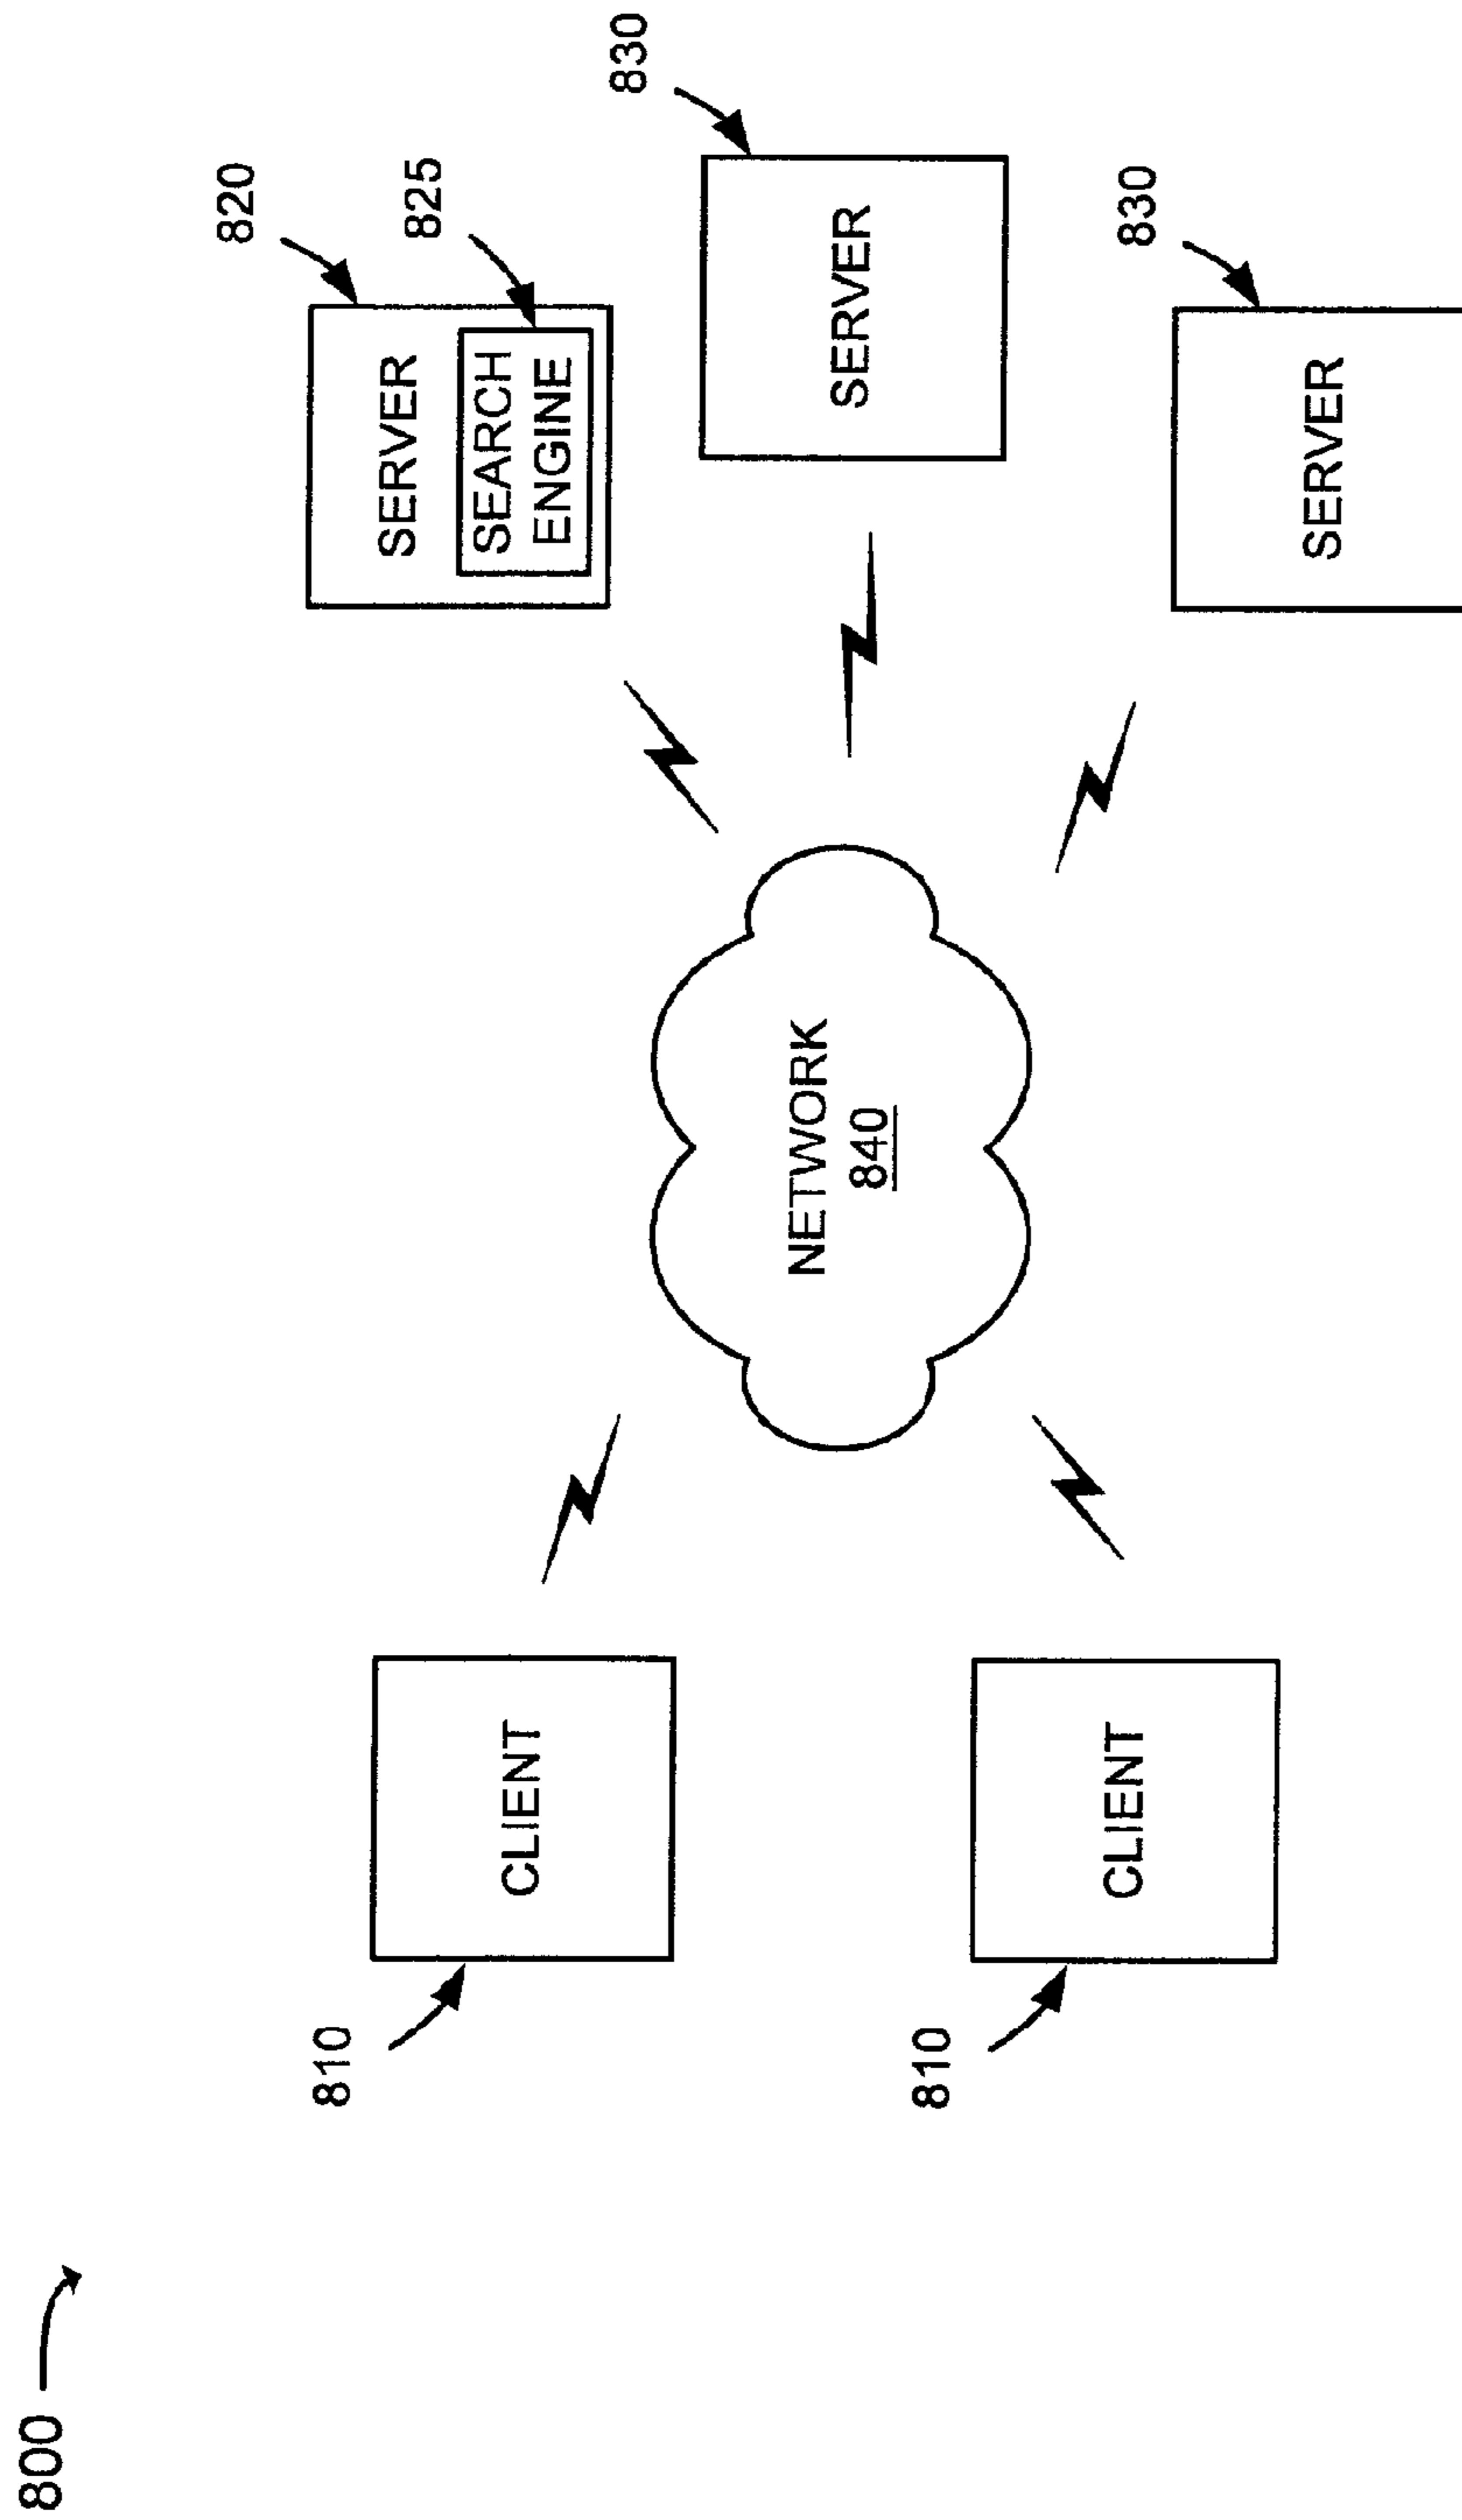 800
820
SERVER
825
SEARCH
ENGINE
810
CLIENT
830
SERVER
NETWORK
840
810
CLIENT
830
SERVER